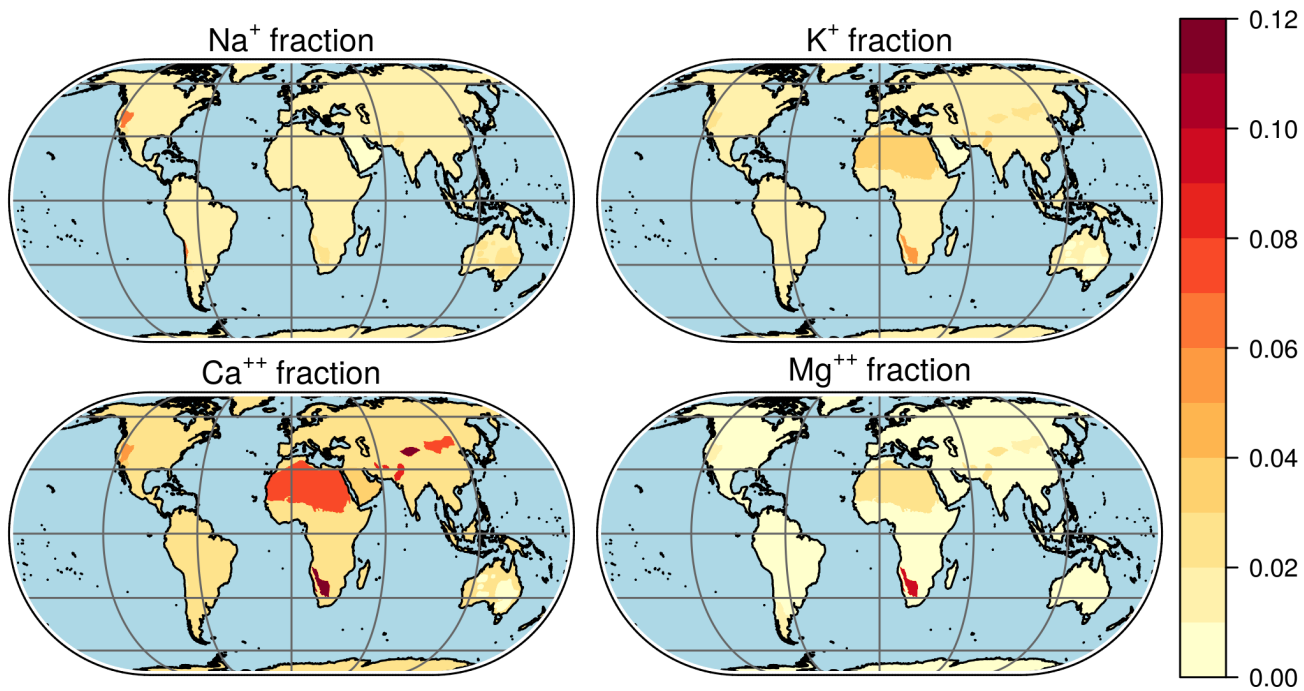 Na⁺ fraction
K⁺ fraction
Ca⁺⁺ fraction
Mg⁺⁺ fraction
0.12
0.10
0.08
0.06
0.04
0.02
0.00